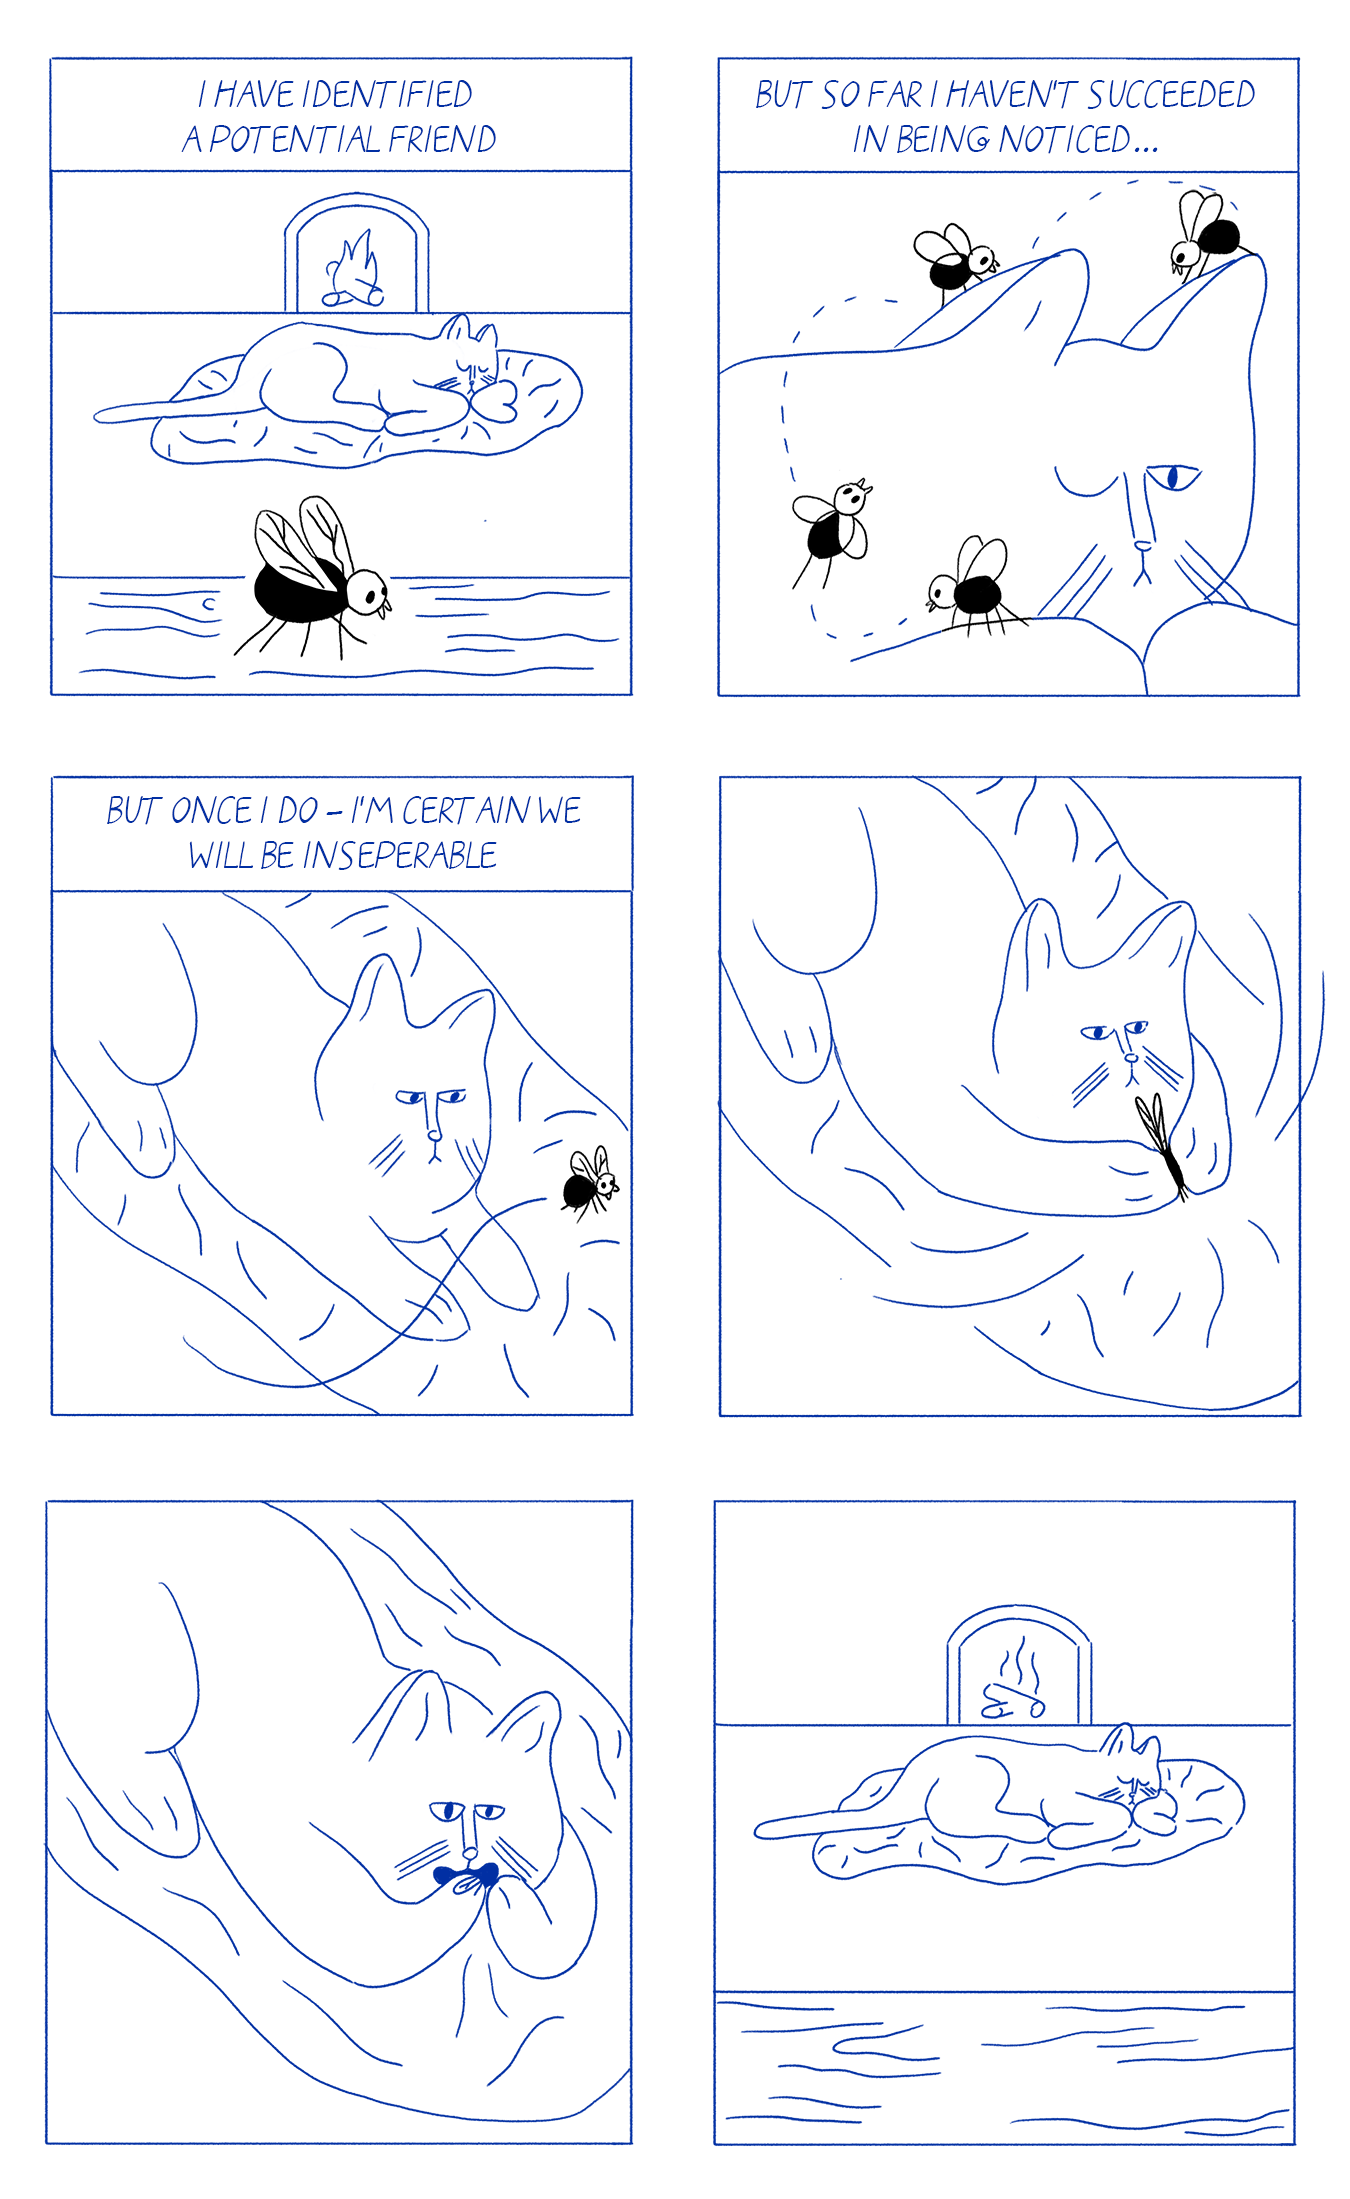 I HAVE IDENTIFIED
A POTENTIAL FRIEND
BUT SO FAR I HAVEN'T SUCCEEDED
IN BEING NOTICED...
BUT ONCE I DO – I'M CERTAIN WE
WILL BE INSEPERABLE